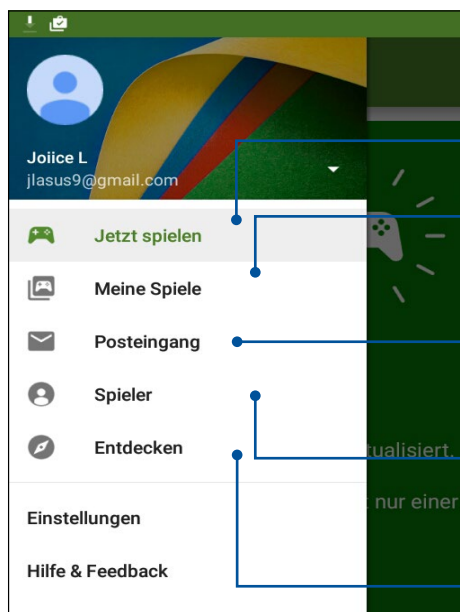 Joiice L
jlasus9@gmail.com
Jetzt spielen
Meine Spiele
Posteingang
Spieler
Entdecken
tualisiert.
nur einer
Einstellungen
Hilfe & Feedback